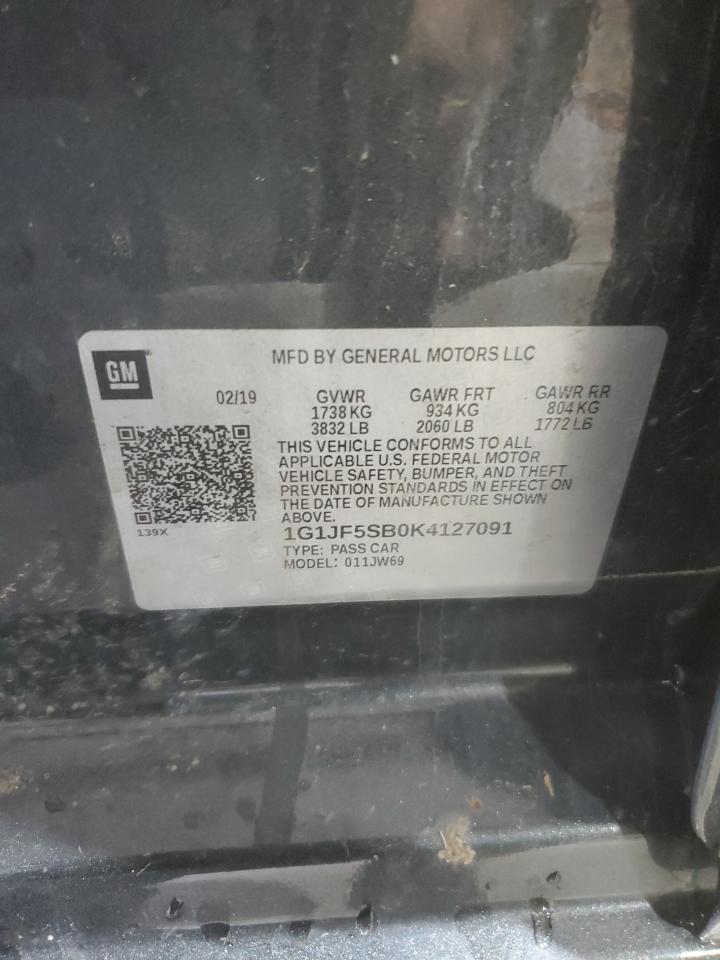 GM
MFD BY GENERAL MOTORS LLC
02/19 GVWR GAWR FRT GAWR RR
1738 KG 934 KG 804 KG
3832 LB 2060 LB 1772 LB
THIS VEHICLE CONFORMS TO ALL
APPLICABLE U.S. FEDERAL MOTOR
VEHICLE SAFETY, BUMPER, AND THEFT
PREVENTION STANDARDS IN EFFECT ON
THE DATE OF MANUFACTURE SHOWN
ABOVE.
139X
1G1JF5SB0K4127091
TYPE: PASS CAR
MODEL: 011JW69